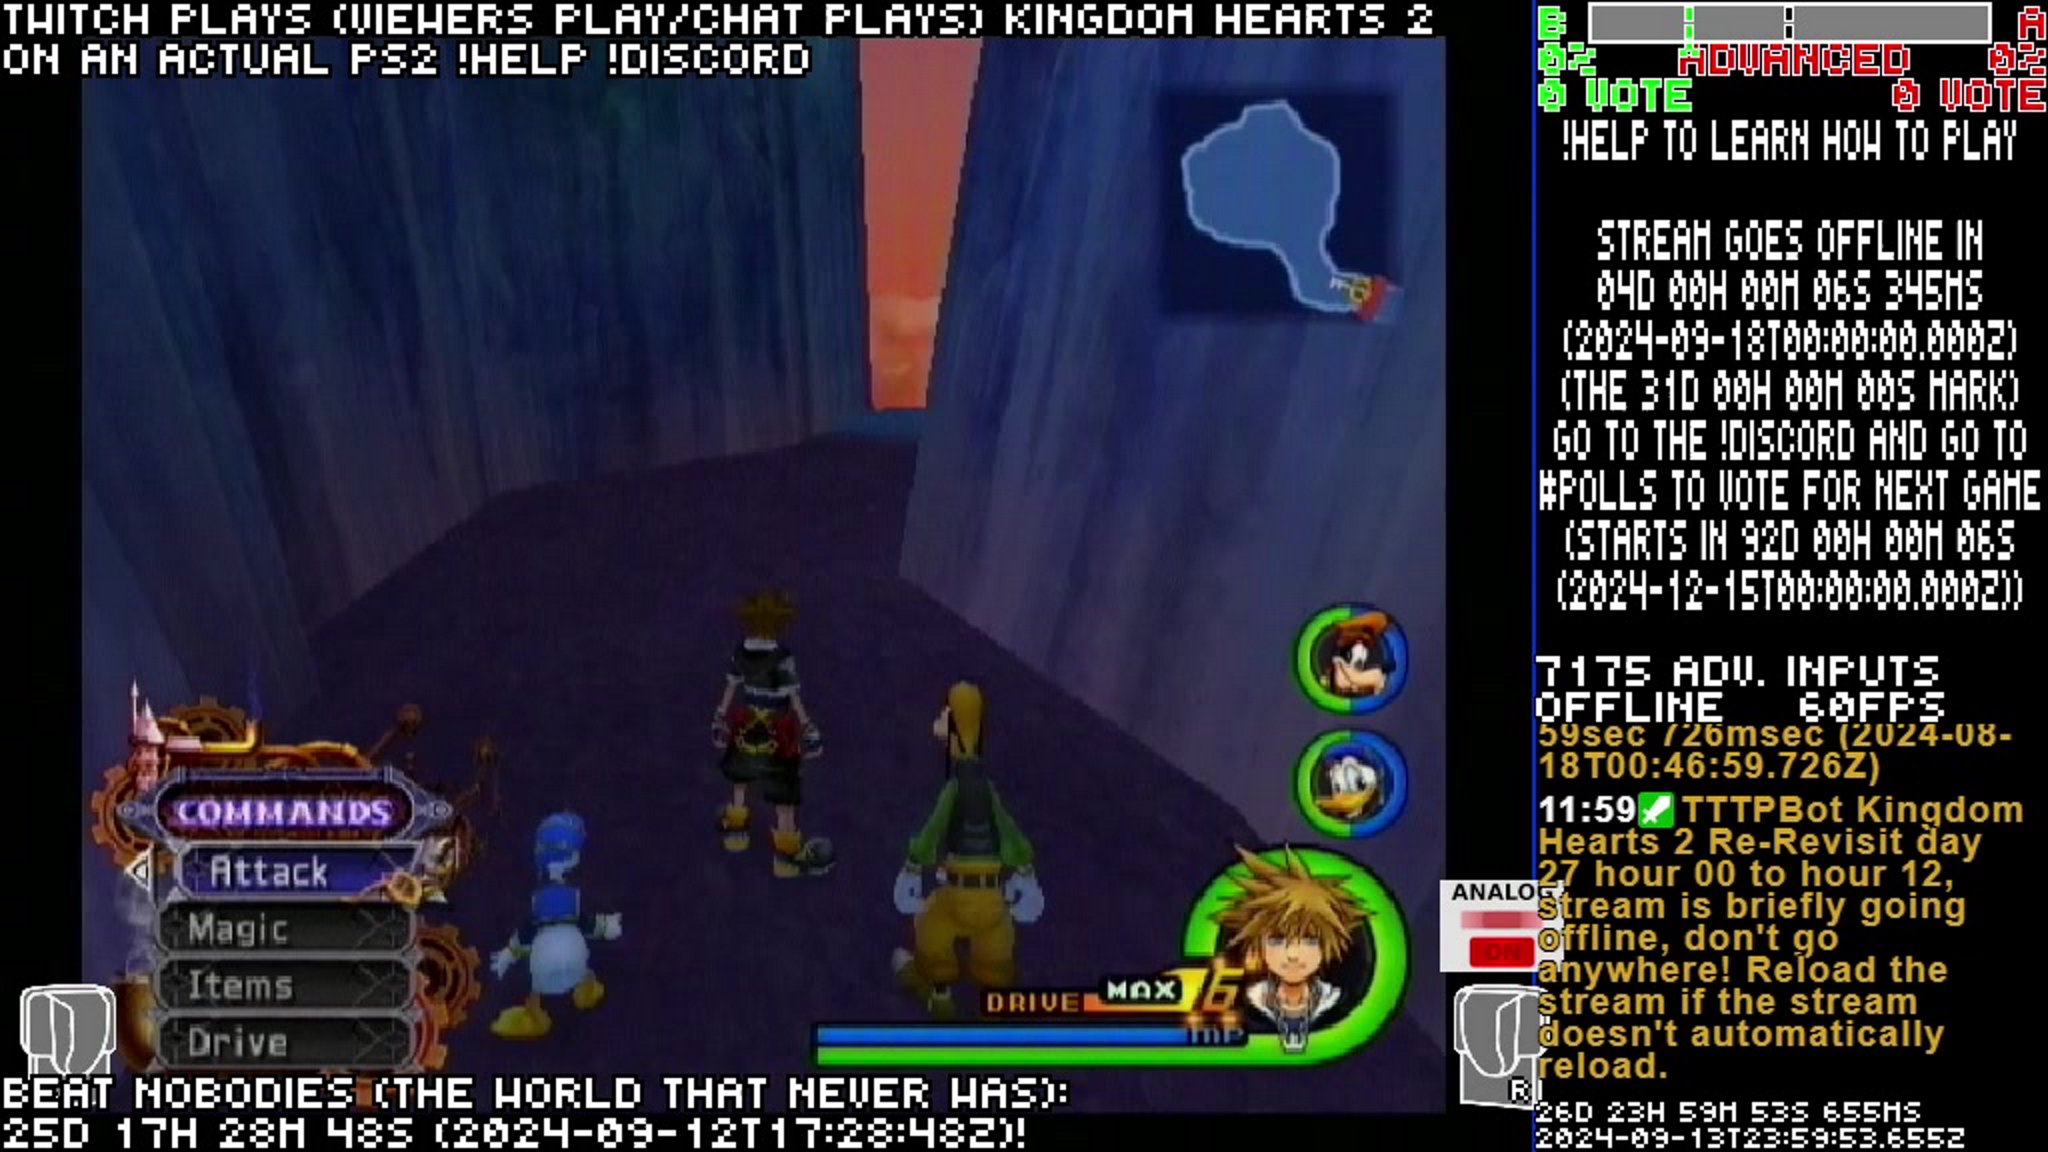 TWITCH PLAYS (VIEWERS PLAY/CHAT PLAYS) KINGDOM HEARTS 2
ON AN ACTUAL PS2 !HELP !DISCORD
COMMANDS
Attack
Magic
Items
Drive
DRIVE MAX 6
MP
BEAT NOBODIES (THE WORLD THAT NEVER WAS):
25D 17H 28M 48S (2024-09-12T17:28:48Z)!
ANALOG
ON
R1
B A
0% ADVANCED 0%
0 VOTE 0 VOTE
!HELP TO LEARN HOW TO PLAY
STREAM GOES OFFLINE IN
04D 00H 00M 06S 345MS
(2024-09-18T00:00:00.000Z)
(THE 31D 00H 00M 00S MARK)
GO TO THE !DISCORD AND GO TO
#POLLS TO VOTE FOR NEXT GAME
(STARTS IN 92D 00H 00M 06S
(2024-12-15T00:00:00.000Z))
7175 ADV. INPUTS
OFFLINE 60FPS
59sec 726msec (2024-08-
18T00:46:59.726Z)
11:59 TTTPBot Kingdom
Hearts 2 Re-Revisit day
27 hour 00 to hour 12,
stream is briefly going
offline, don't go
anywhere! Reload the
stream if the stream
doesn't automatically
reload.
26D 23H 59M 53S 655MS
2024-09-13T23:59:53.655Z